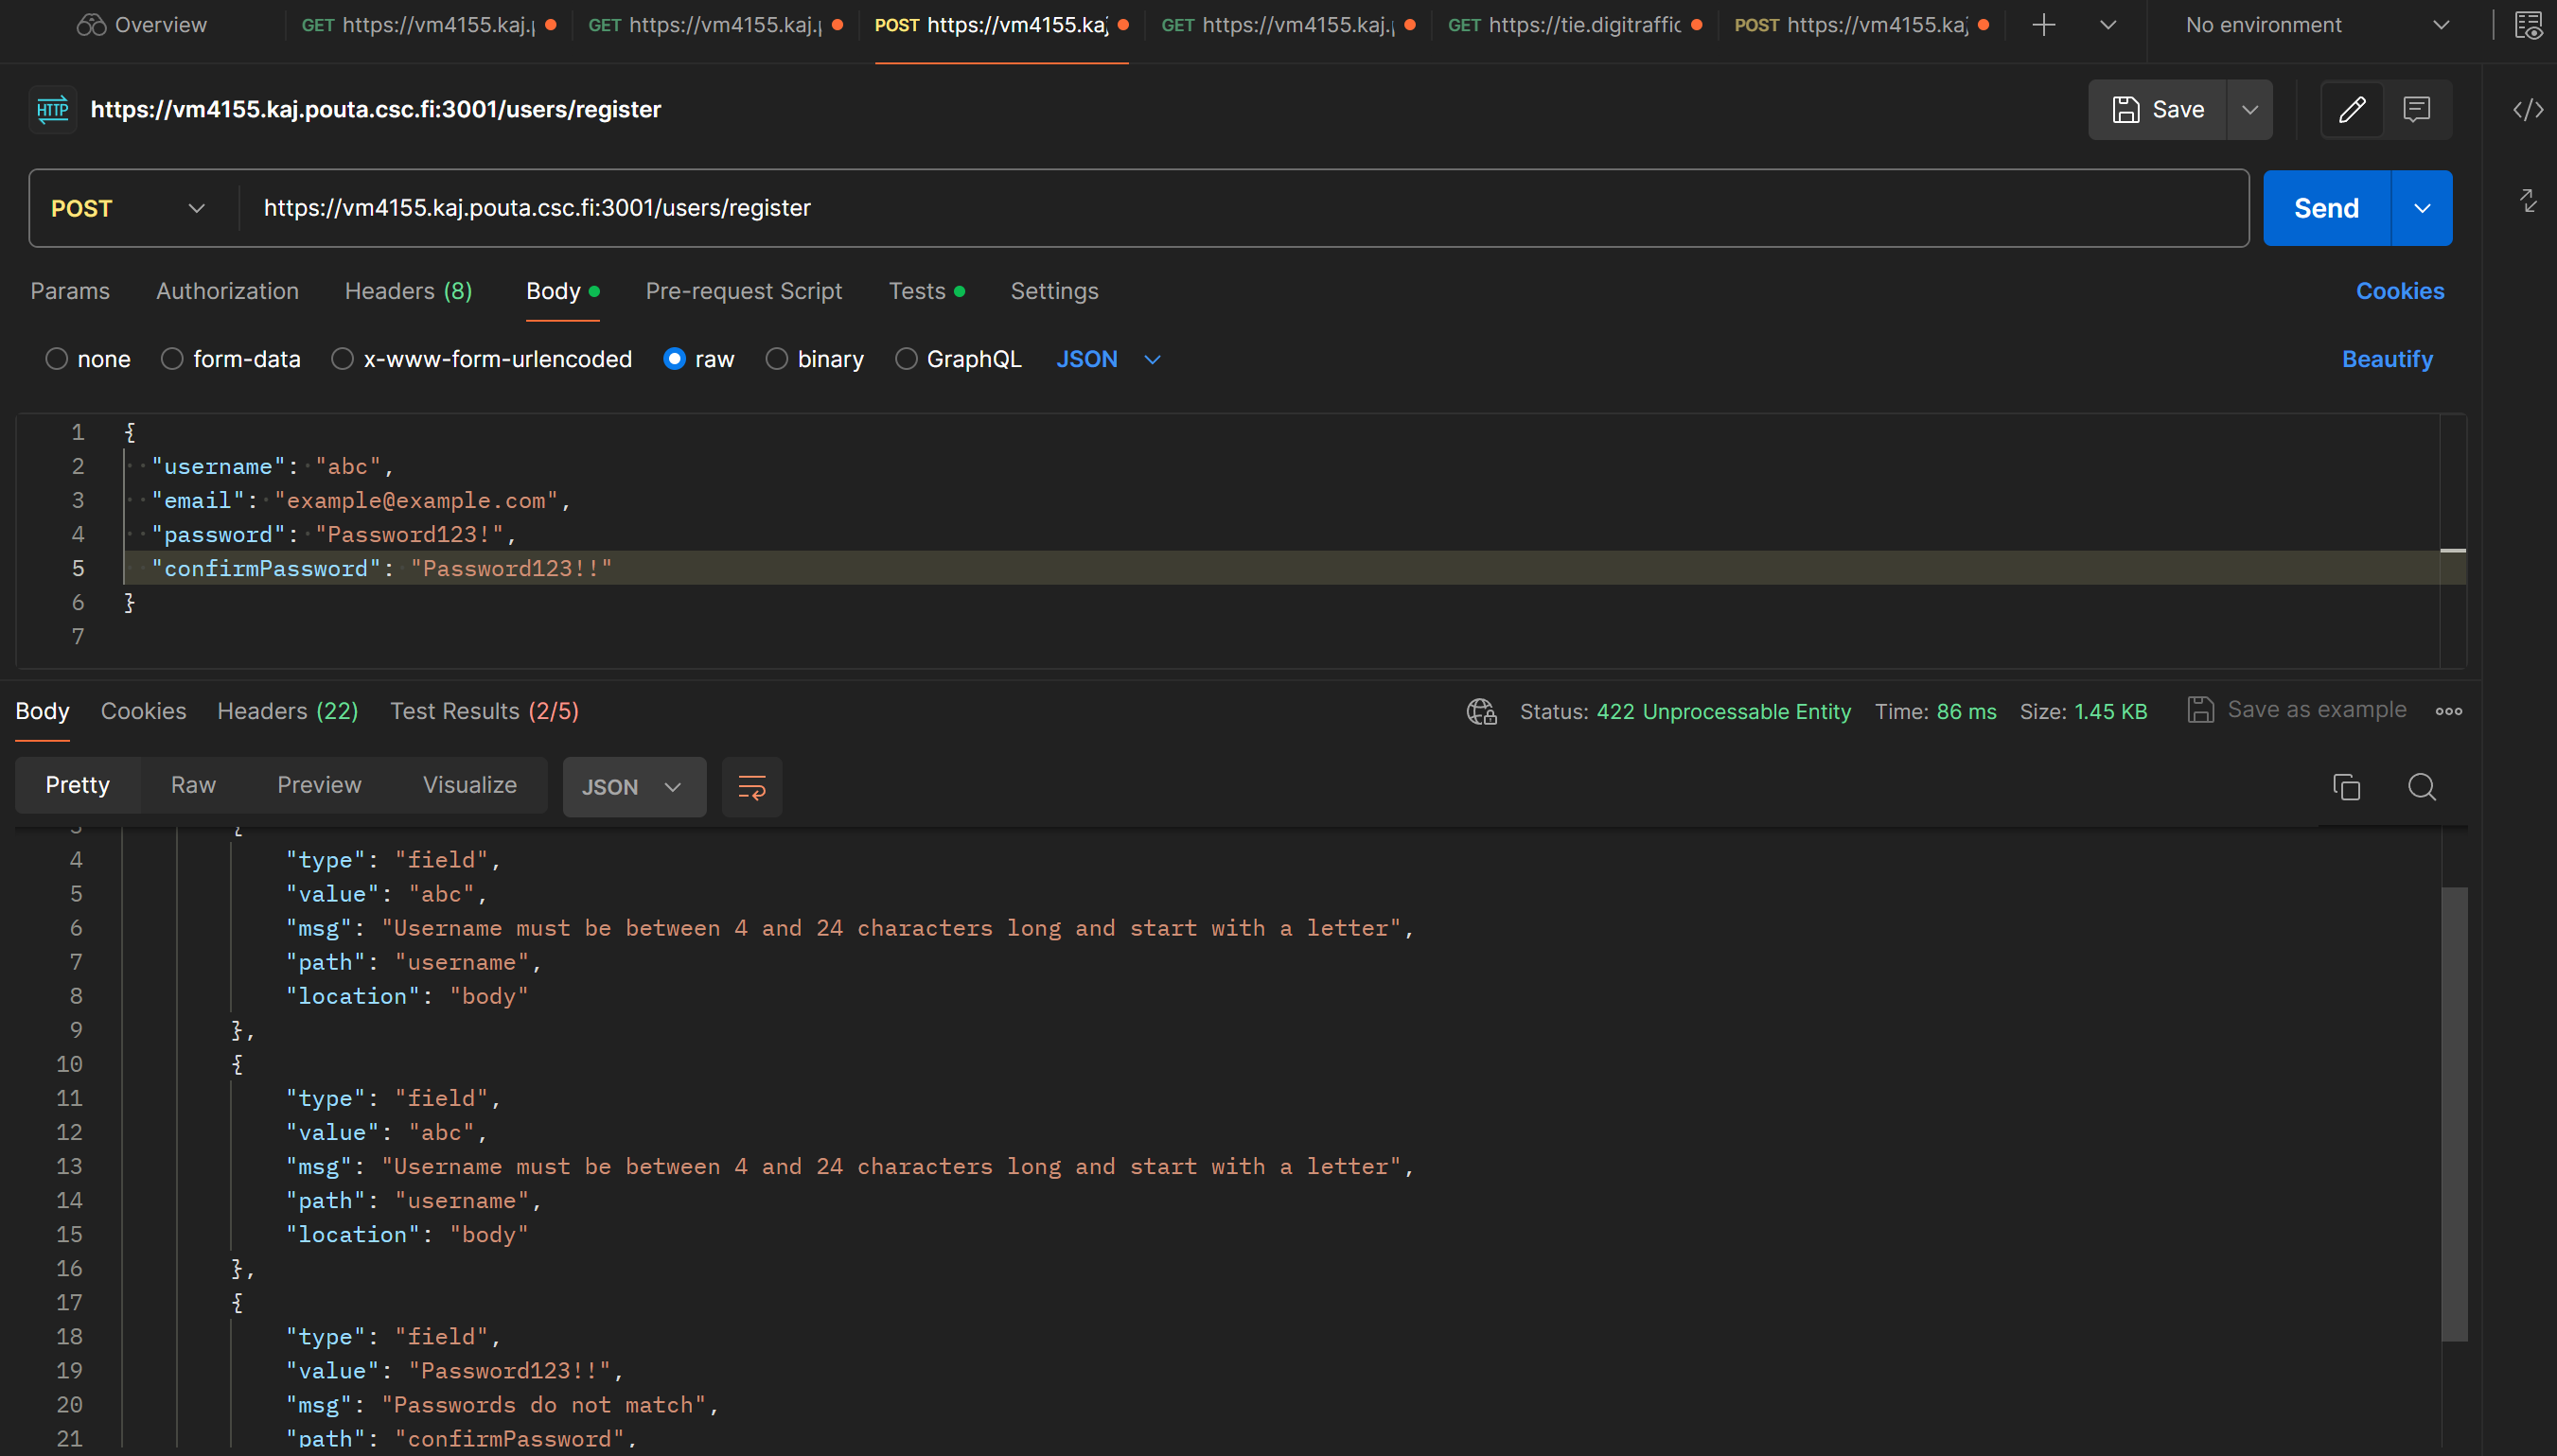 Overview
GET https://vm4155.kaj.p
GET https://vm4155.kaj.p
POST https://vm4155.kaj
GET https://vm4155.kaj.p
GET https://tie.digitraffic
POST https://vm4155.kaj
No environment
HTTP https://vm4155.kaj.pouta.csc.fi:3001/users/register
Save
POST https://vm4155.kaj.pouta.csc.fi:3001/users/register
Send
Params Authorization Headers (8) Body Pre-request Script Tests Settings Cookies
none form-data x-www-form-urlencoded raw binary GraphQL JSON Beautify
1 {
2 "username": "abc",
3 "email": "example@example.com",
4 "password": "Password123!",
5 "confirmPassword": "Password123!!"
6 }
7
Body Cookies Headers (22) Test Results (2/5) Status: 422 Unprocessable Entity Time: 86 ms Size: 1.45 KB Save as example
Pretty Raw Preview Visualize JSON
3 {
4 "type": "field",
5 "value": "abc",
6 "msg": "Username must be between 4 and 24 characters long and start with a letter",
7 "path": "username",
8 "location": "body"
9 },
10 {
11 "type": "field",
12 "value": "abc",
13 "msg": "Username must be between 4 and 24 characters long and start with a letter",
14 "path": "username",
15 "location": "body"
16 },
17 {
18 "type": "field",
19 "value": "Password123!!",
20 "msg": "Passwords do not match",
21 "path": "confirmPassword",